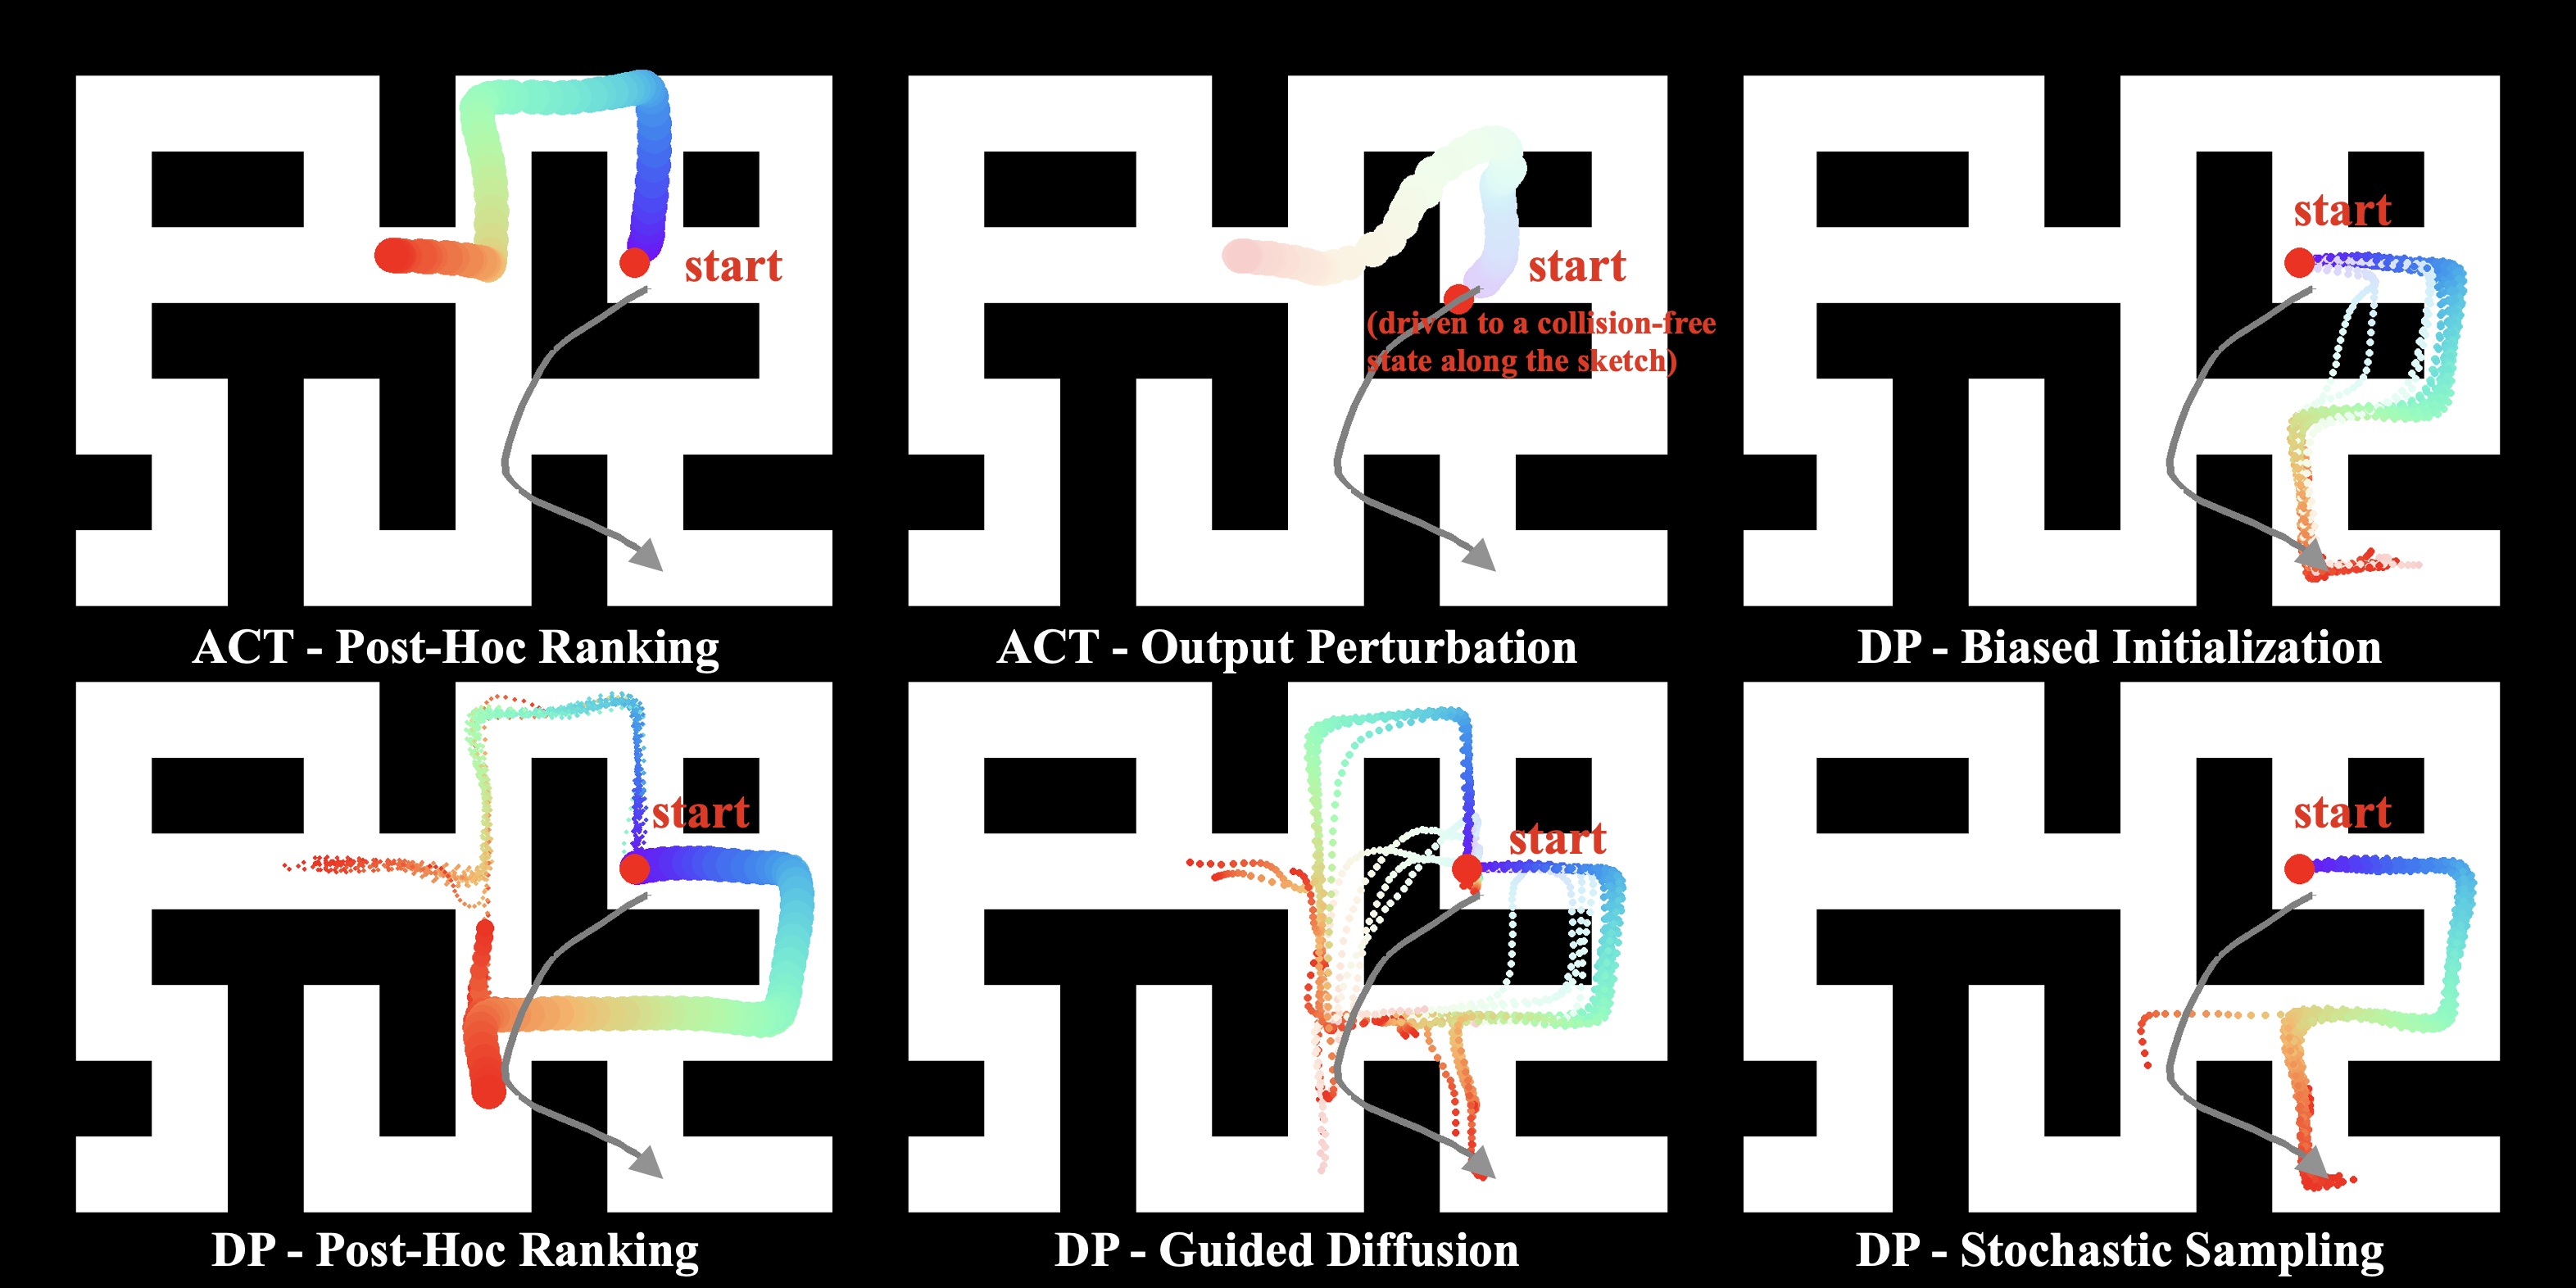 start
ACT - Post-Hoc Ranking
start
(driven to a collision-free
state along the sketch)
ACT - Output Perturbation
start
DP - Biased Initialization
start
DP - Post-Hoc Ranking
start
DP - Guided Diffusion
start
DP - Stochastic Sampling